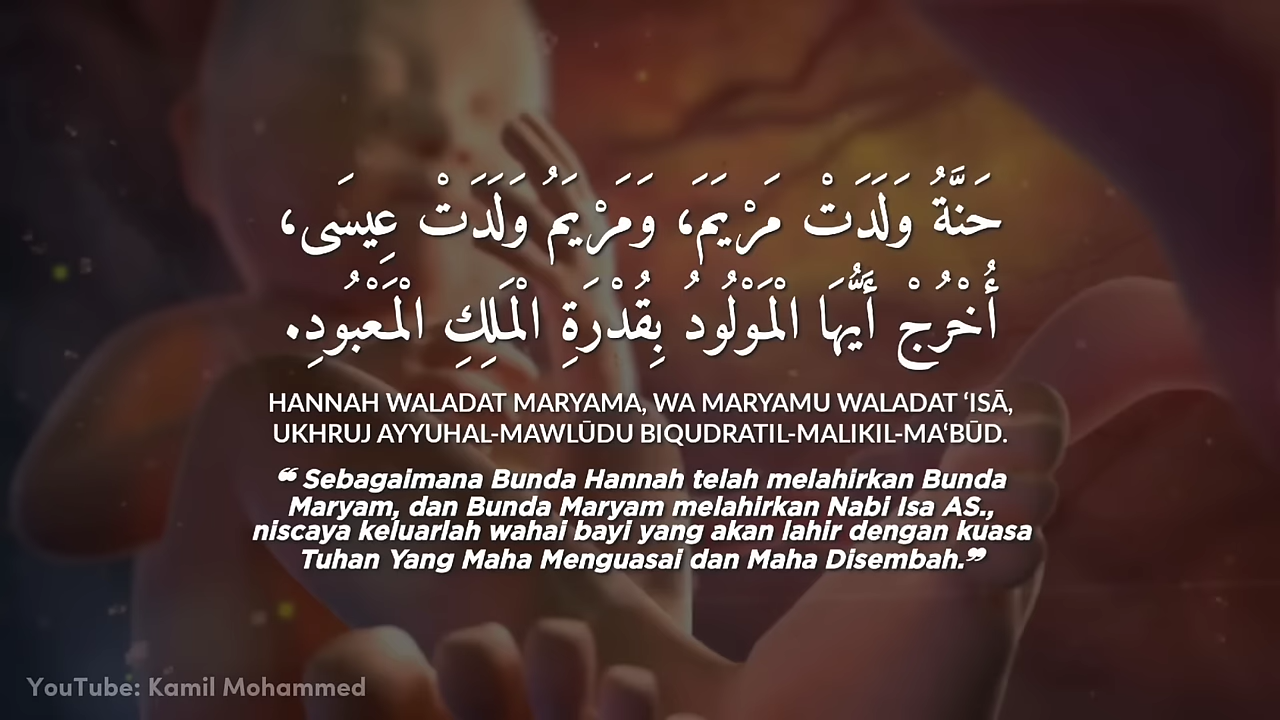 حَنَّةُ وَلَدَتْ مَرْيَمَ، وَمَرْيَمُ وَلَدَتْ عِيسَى،
أُخْرُجْ أَيُّهَا الْمَوْلُودُ بِقُدْرَةِ الْمَلِكِ الْمَعْبُودِ.
HANNAH WALADAT MARYAMA, WA MARYAMU WALADAT ‘ISĀ,
UKHRUJ AYYUHAL-MAWLŪDU BIQUDRATIL-MALIKIL-MA‘BŪD.
❝ Sebagaimana Bunda Hannah telah melahirkan Bunda
Maryam, dan Bunda Maryam melahirkan Nabi Isa AS.,
niscaya keluarlah wahai bayi yang akan lahir dengan kuasa
Tuhan Yang Maha Menguasai dan Maha Disembah.❞
YouTube: Kamil Mohammed